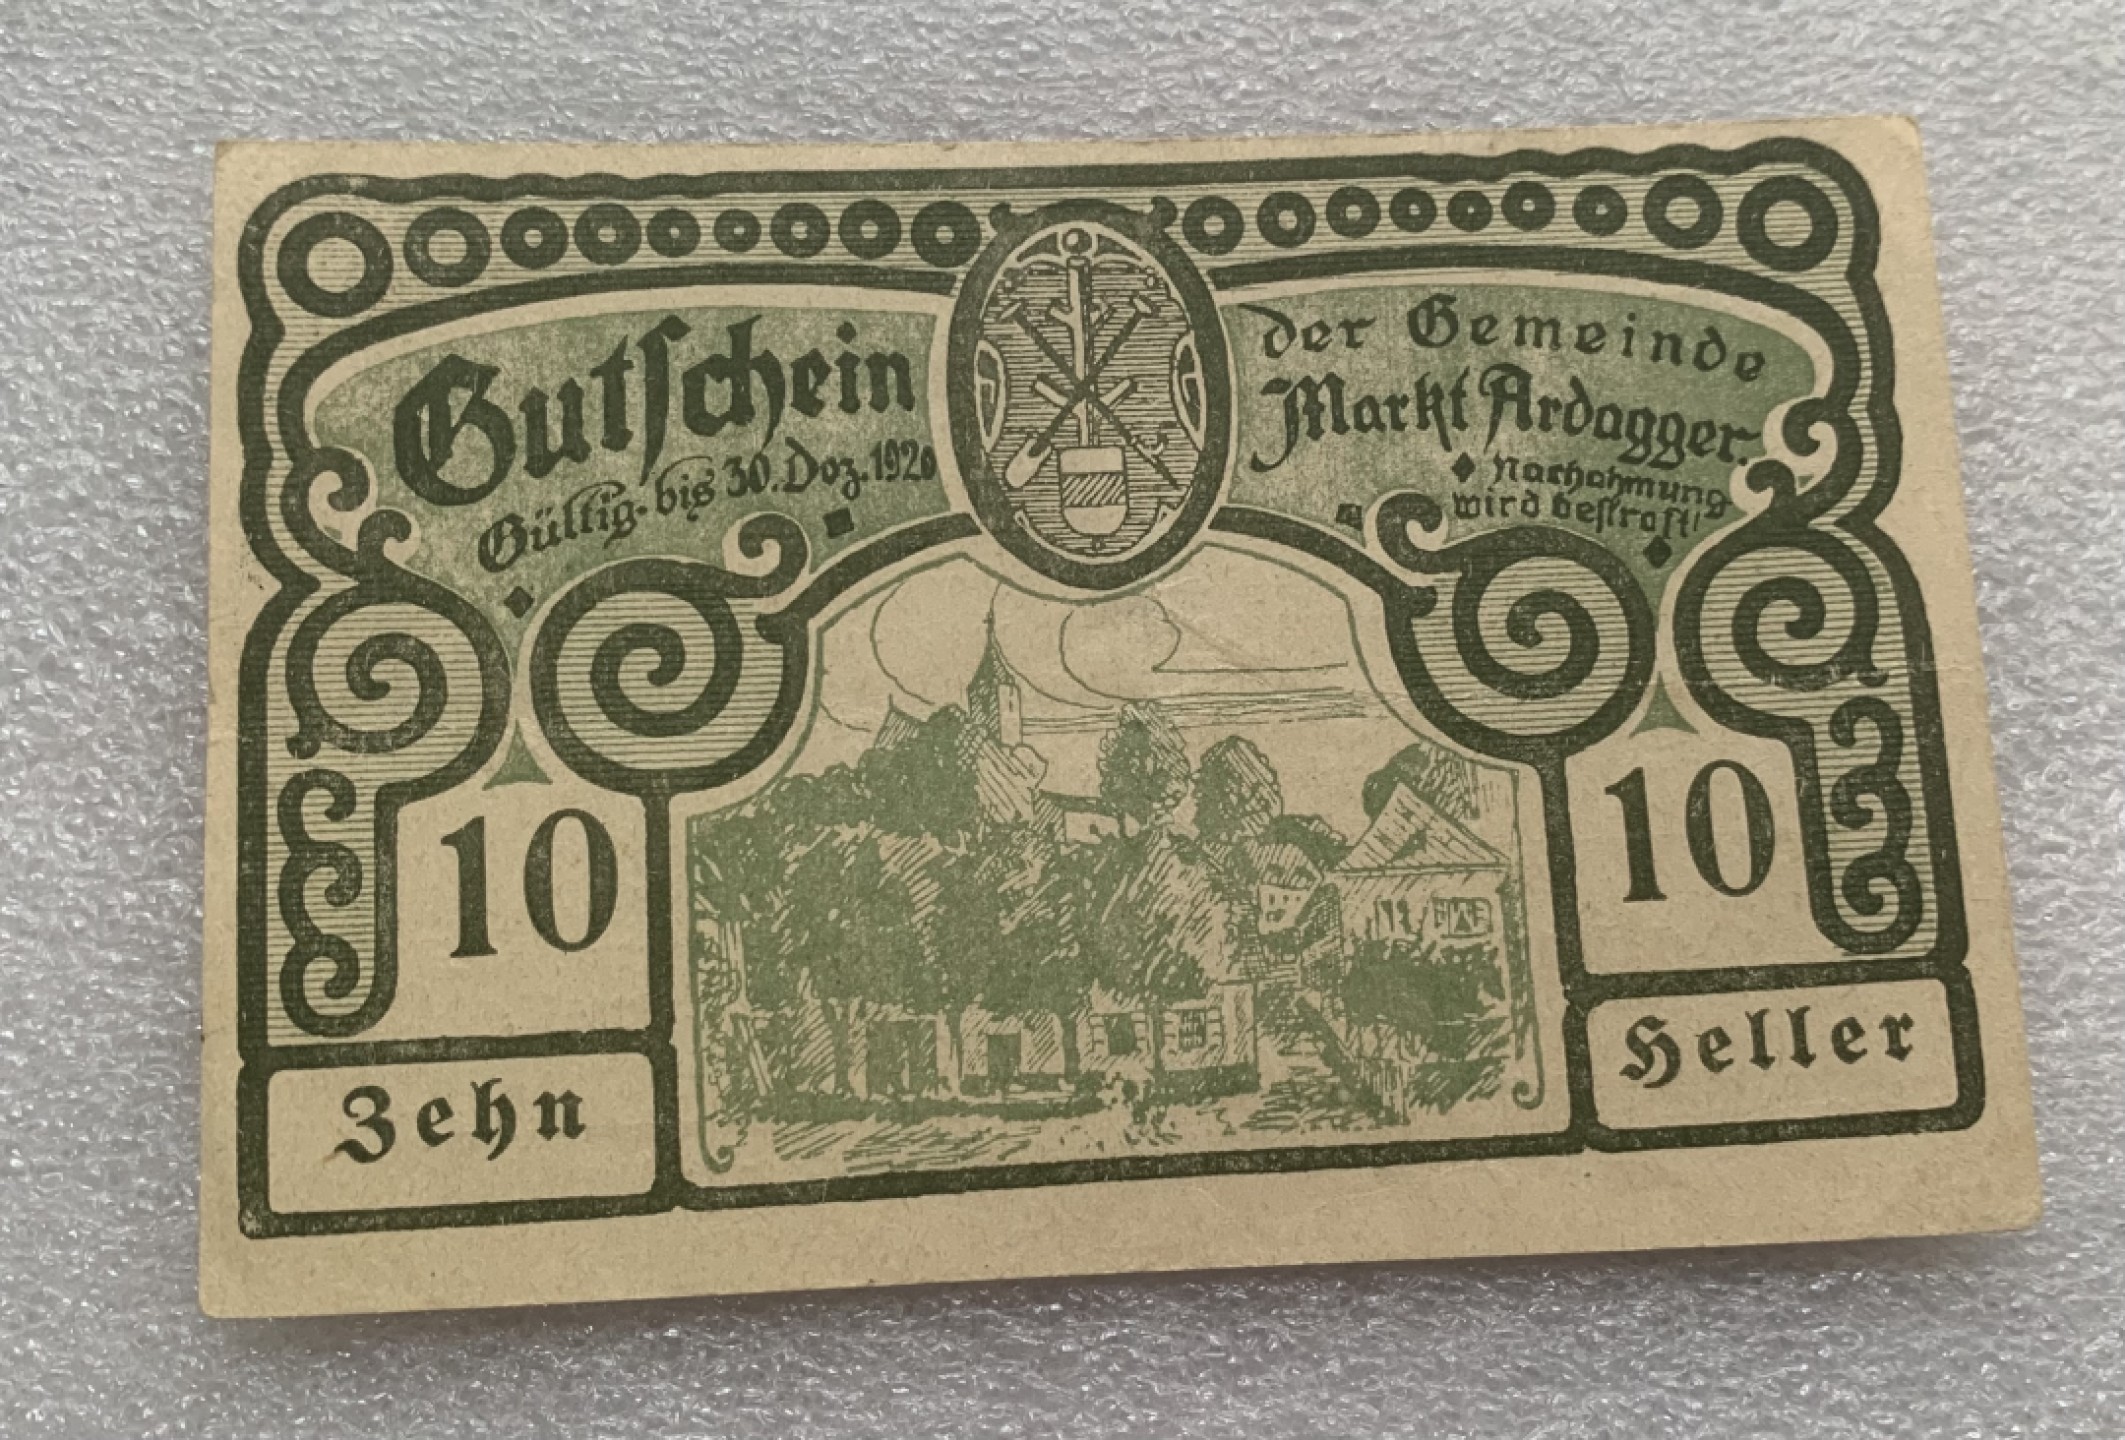 Gutschein
Gültig bis 30. Dez. 1920
der Gemeinde
Markt Ardagger.
Nachahmung
wird bestraft!
10
10
Zehn
Heller